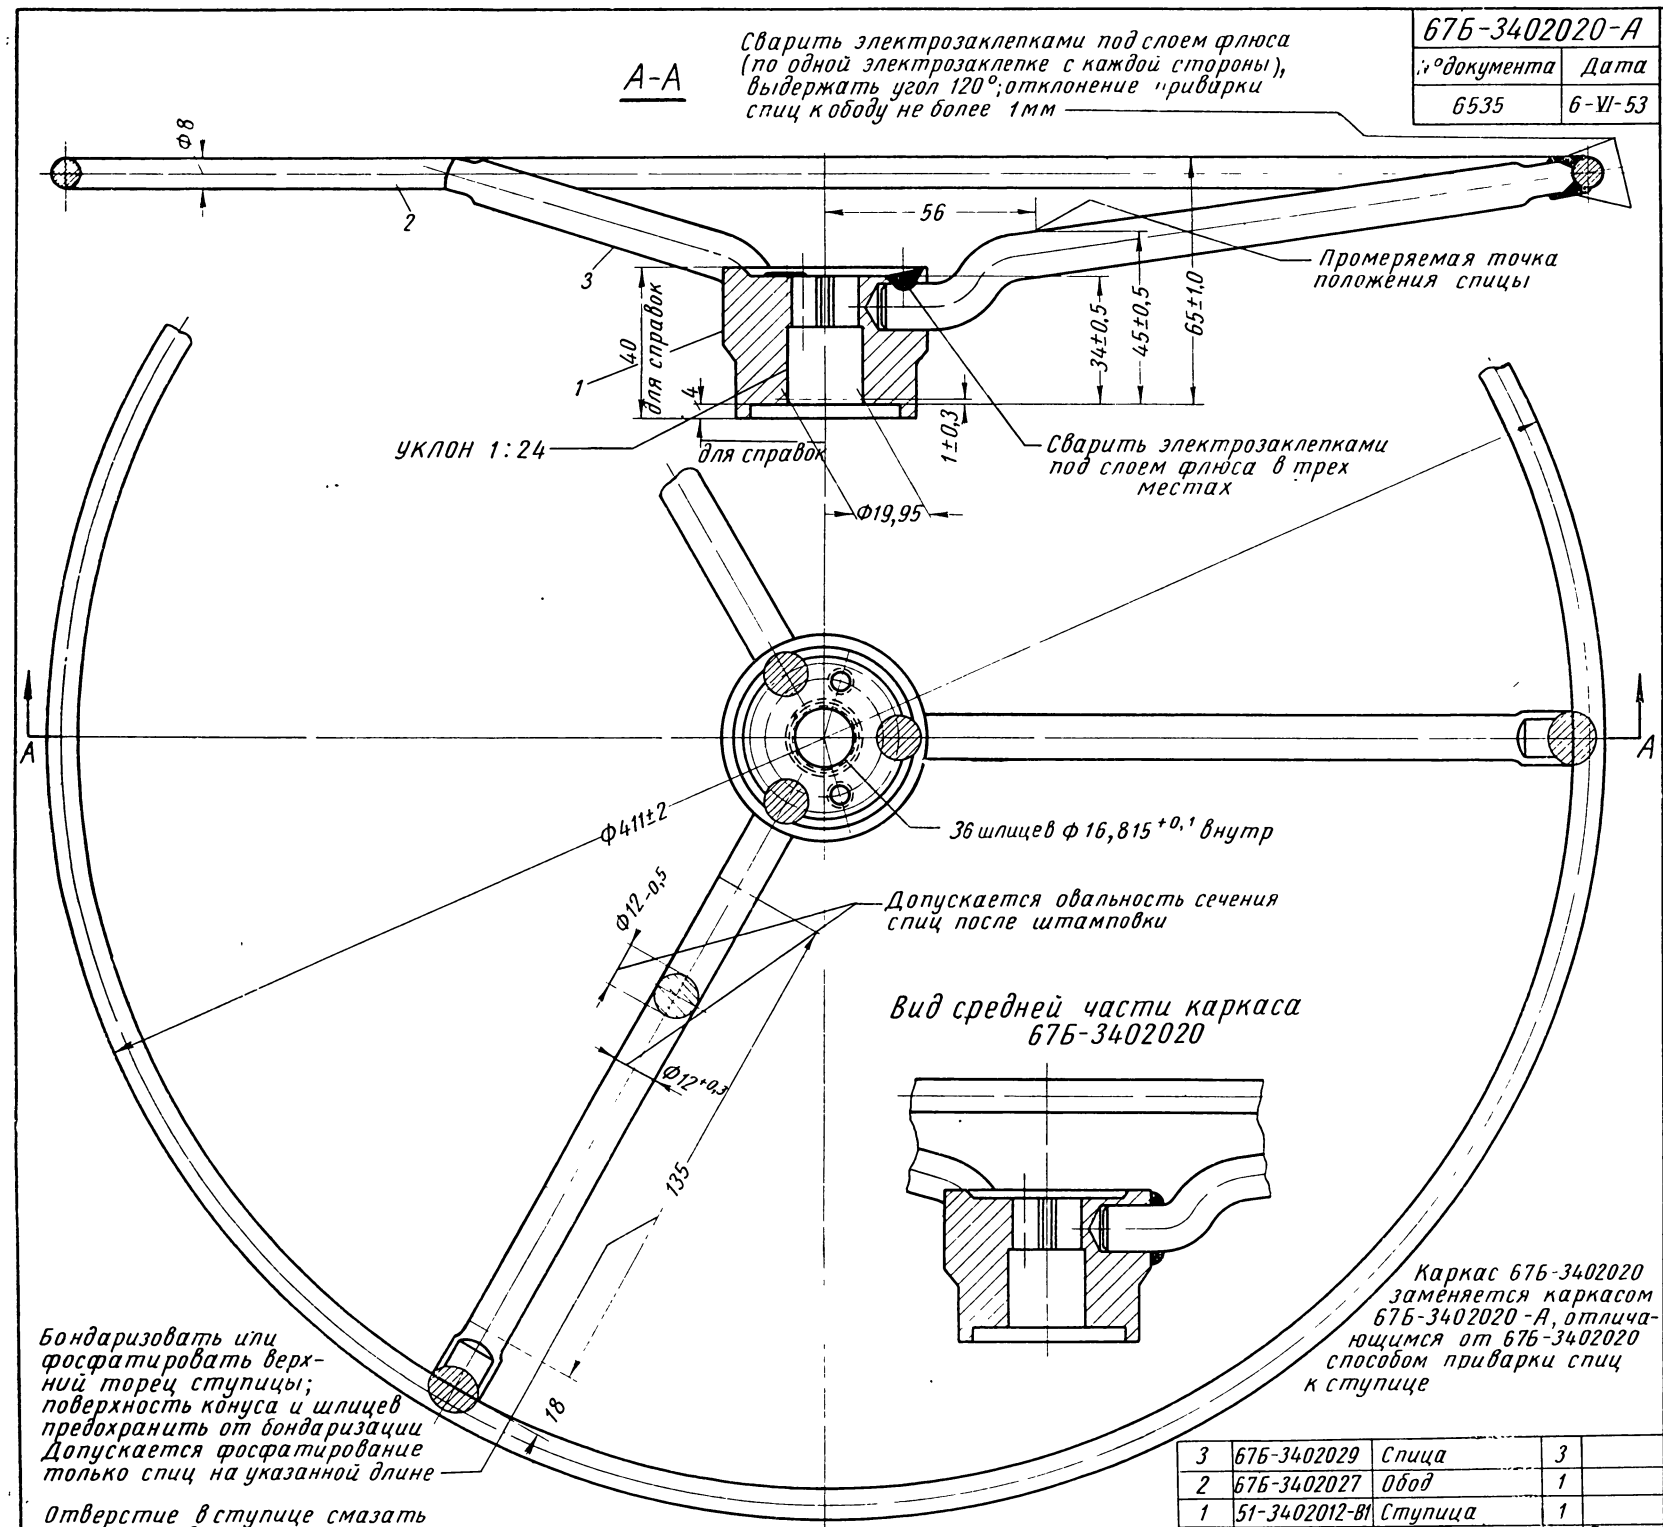 67Б-3402020-А
№ документа Дата
6535 6-VI-53
А-А
Сварить электрозаклепками под слоем флюса
(по одной электрозаклепке с каждой стороны),
выдержать угол 120°; отклонение приварки
спиц к ободу не более 1мм
Ф8
2
3
56
Промеряемая точка
положения спицы
40
для справок
1
4
34±0,5
45±0,5
65±1,0
1±0,3
УКЛОН 1:24
для справок
Сварить электрозаклепками
под слоем флюса в трех
местах
Ф19,95
А
А
Ф411±2
36 шлицев ф 16,815 +0,1 внутр
Ф12-0,5
Допускается овальность сечения
спиц после штамповки
Ф12+0,3
135
18
Вид средней части каркаса
67Б-3402020
Каркас 67Б-3402020
заменяется каркасом
67Б-3402020-А, отлича-
ющимся от 67Б-3402020
способом приварки спиц
к ступице
Бондаризовать или
фосфатировать верх-
ний торец ступицы;
поверхность конуса и шлицев
предохранить от бондаризации
Допускается фосфатирование
только спиц на указанной длине
Отверстие в ступице смазать
3 67Б-3402029 Спица 3
2 67Б-3402027 Обод 1
1 51-3402012-В1 Ступица 1